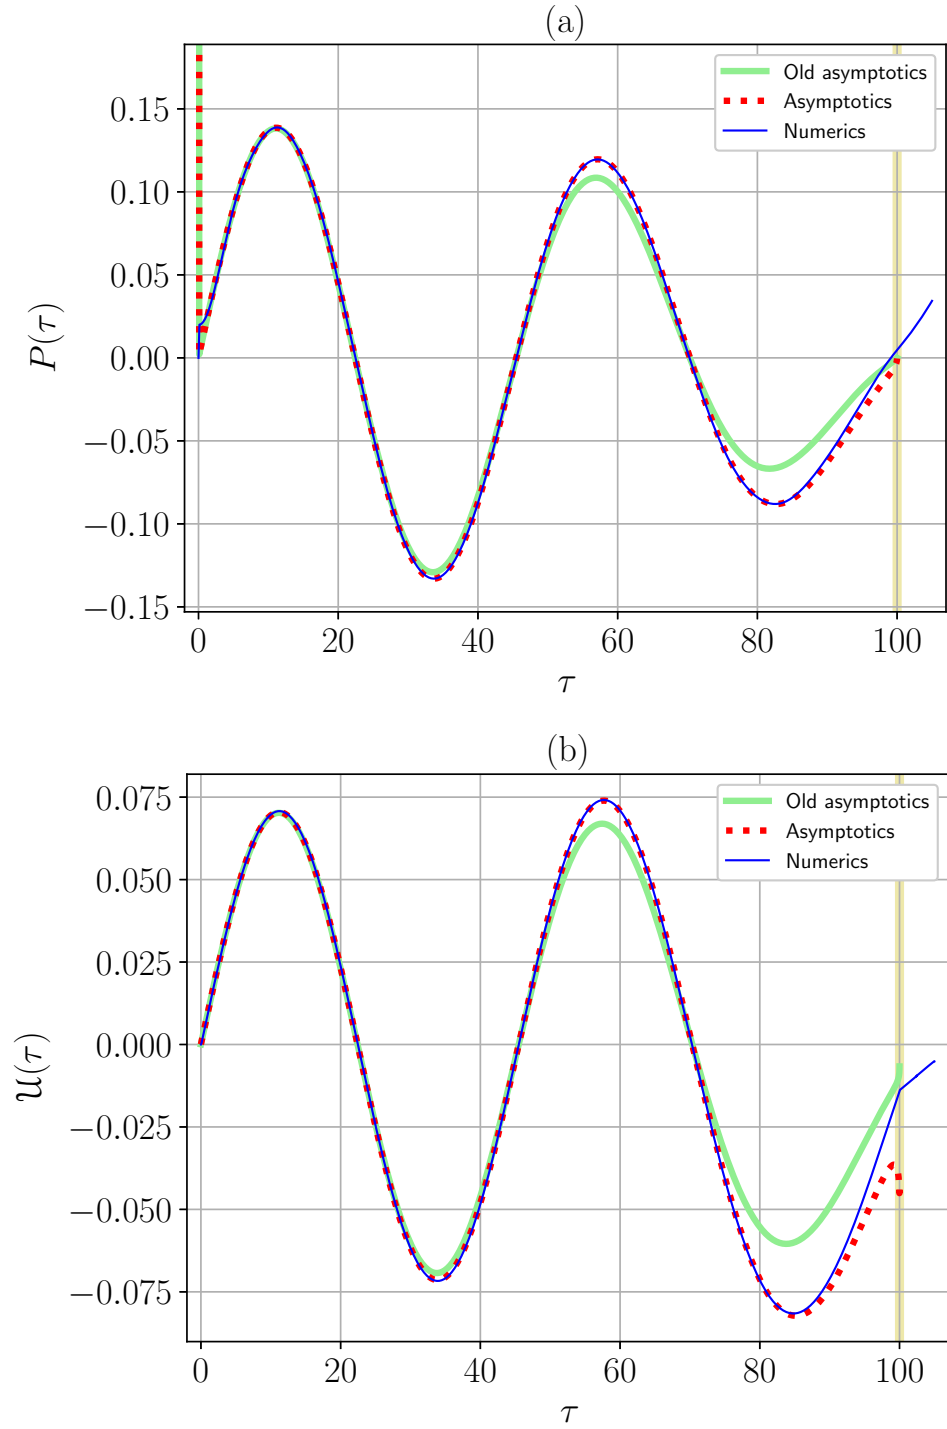 (a)
Old asymptotics
Asymptotics
Numerics
0.15
0.10
0.05
0.00
−0.05
−0.10
−0.15
P(τ)
0 20 40 60 80 100
τ
(b)
Old asymptotics
Asymptotics
Numerics
0.075
0.050
0.025
0.000
−0.025
−0.050
−0.075
𝒰(τ)
0 20 40 60 80 100
τ